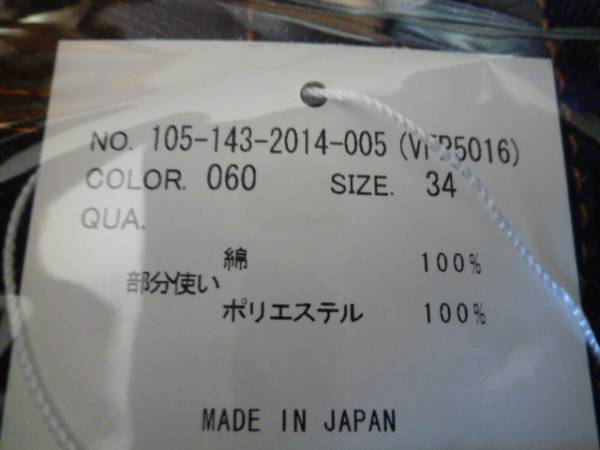 NO. 105-143-2014-005
COLOR. 060 SIZE. 34
QUA.
綿 100%
部分使い
ポリエステル 100%
MADE IN JAPAN